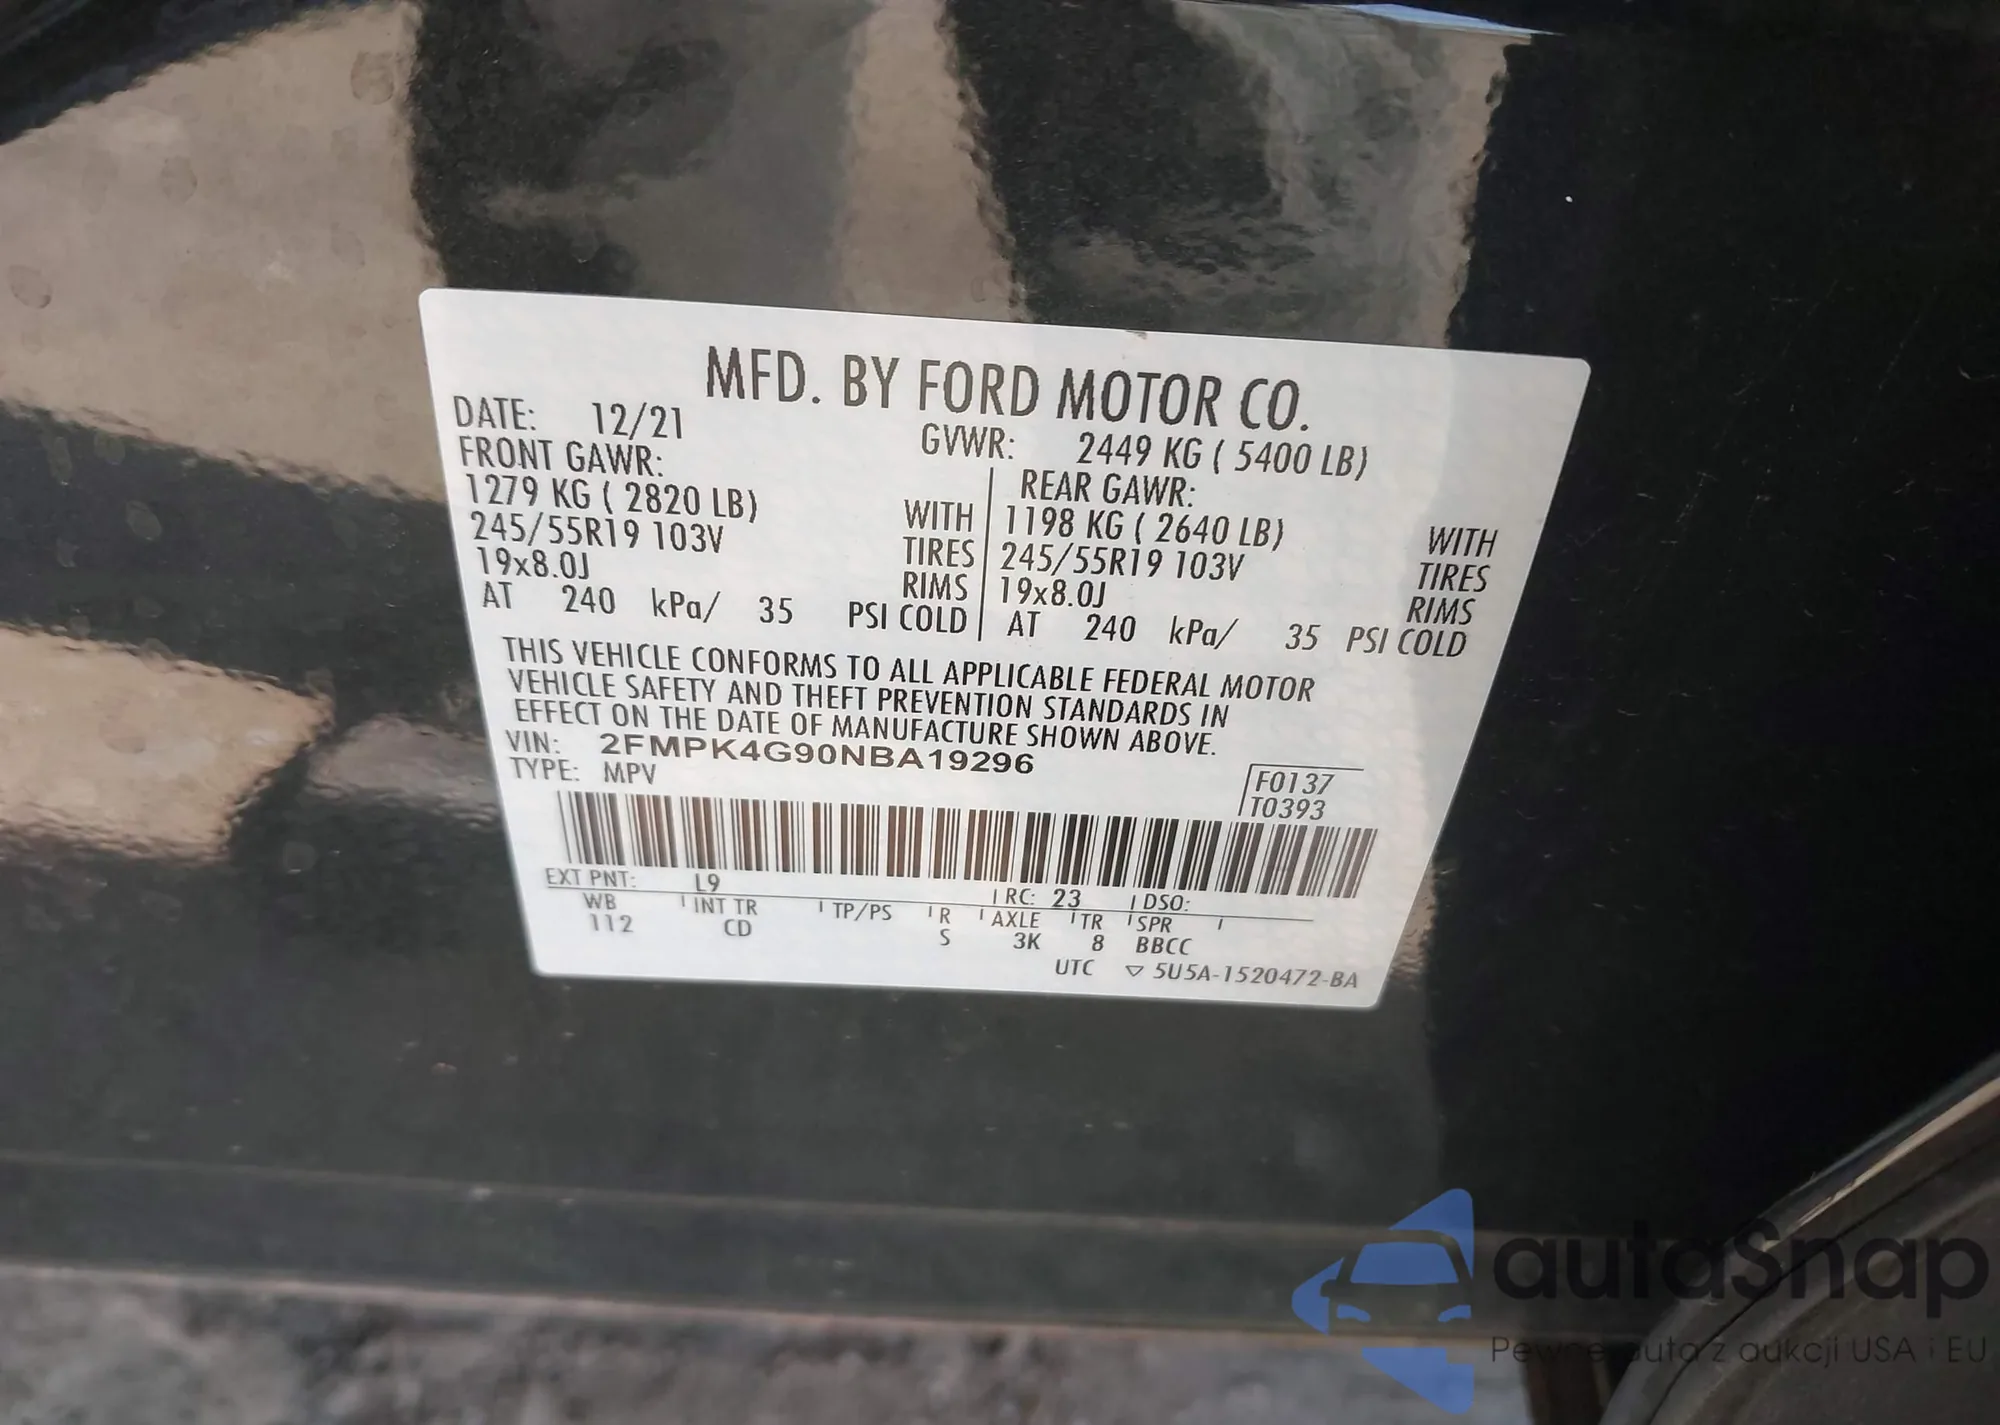 MFD. BY FORD MOTOR CO.
DATE: 12/21 GVWR: 2449 KG ( 5400 LB)
FRONT GAWR: REAR GAWR:
1279 KG ( 2820 LB) WITH 1198 KG ( 2640 LB) WITH
245/55R19 103V TIRES 245/55R19 103V TIRES
19x8.0J RIMS 19x8.0J RIMS
AT 240 kPa/ 35 PSI COLD AT 240 kPa/ 35 PSI COLD
THIS VEHICLE CONFORMS TO ALL APPLICABLE FEDERAL MOTOR
VEHICLE SAFETY AND THEFT PREVENTION STANDARDS IN
EFFECT ON THE DATE OF MANUFACTURE SHOWN ABOVE.
VIN: 2FMPK4G90NBA19296
TYPE: MPV F0137
T0393
EXT PNT: L9 RC: 23 DSO:
WB INT TR TP/PS R AXLE TR SPR
112 CD S 3K 8 BBCC
UTC ▽ 5U5A-1520472-BA
autaSnap
Pewne auta z aukcji USA i EU